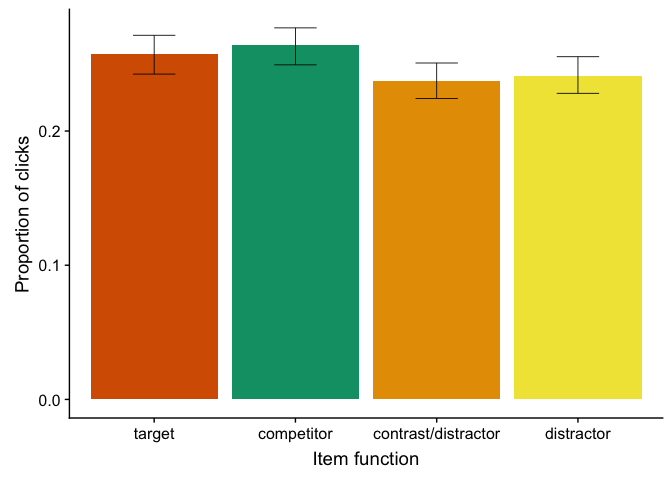 Proportion of clicks
0.2
0.1
0.0
target
competitor
contrast/distractor
distractor
Item function